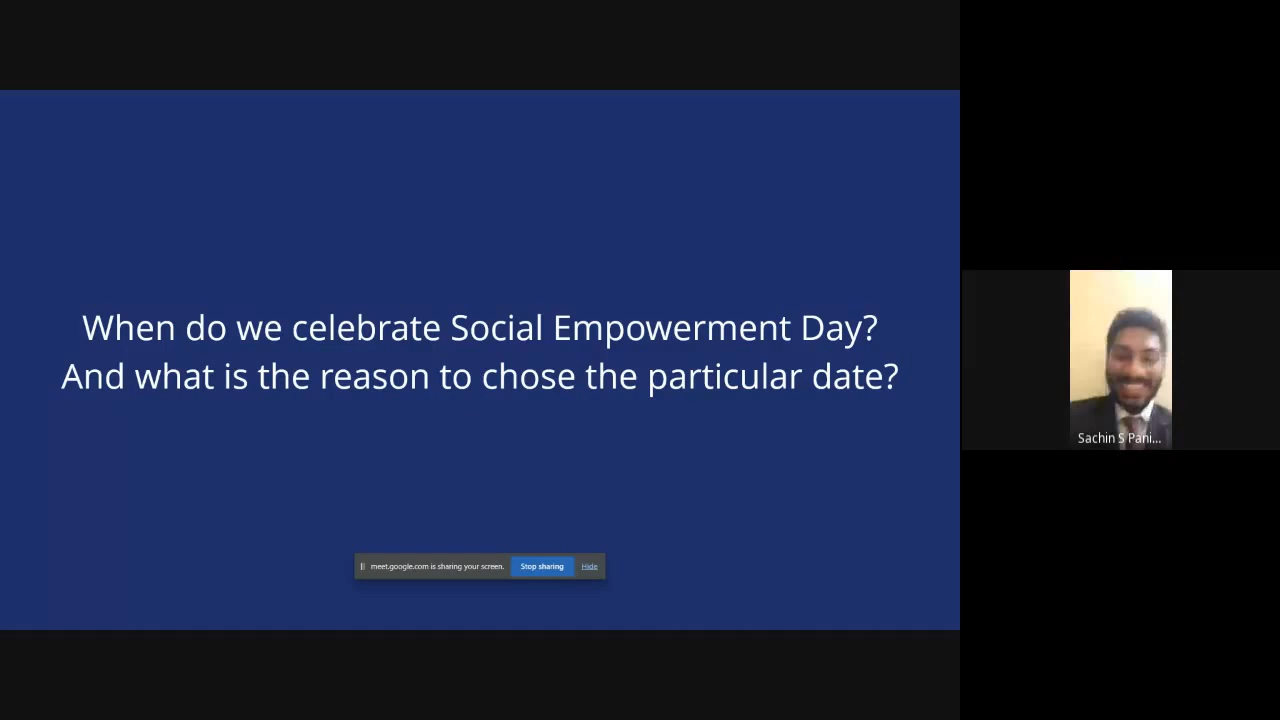 When do we celebrate Social Empowerment Day?
And what is the reason to chose the particular date?
meet.google.com is sharing your screen. Stop sharing Hide
Sachin S Pani...